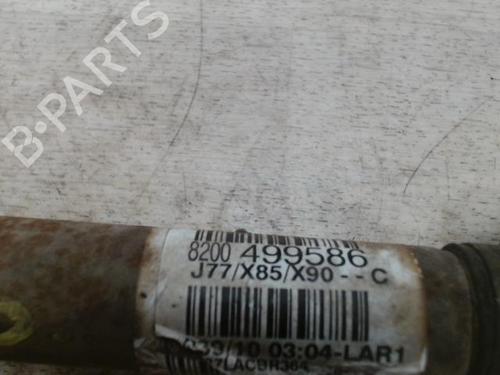 B-PARTS
8200 499586
J77/X85/X90 - - C
03:04-LAR1